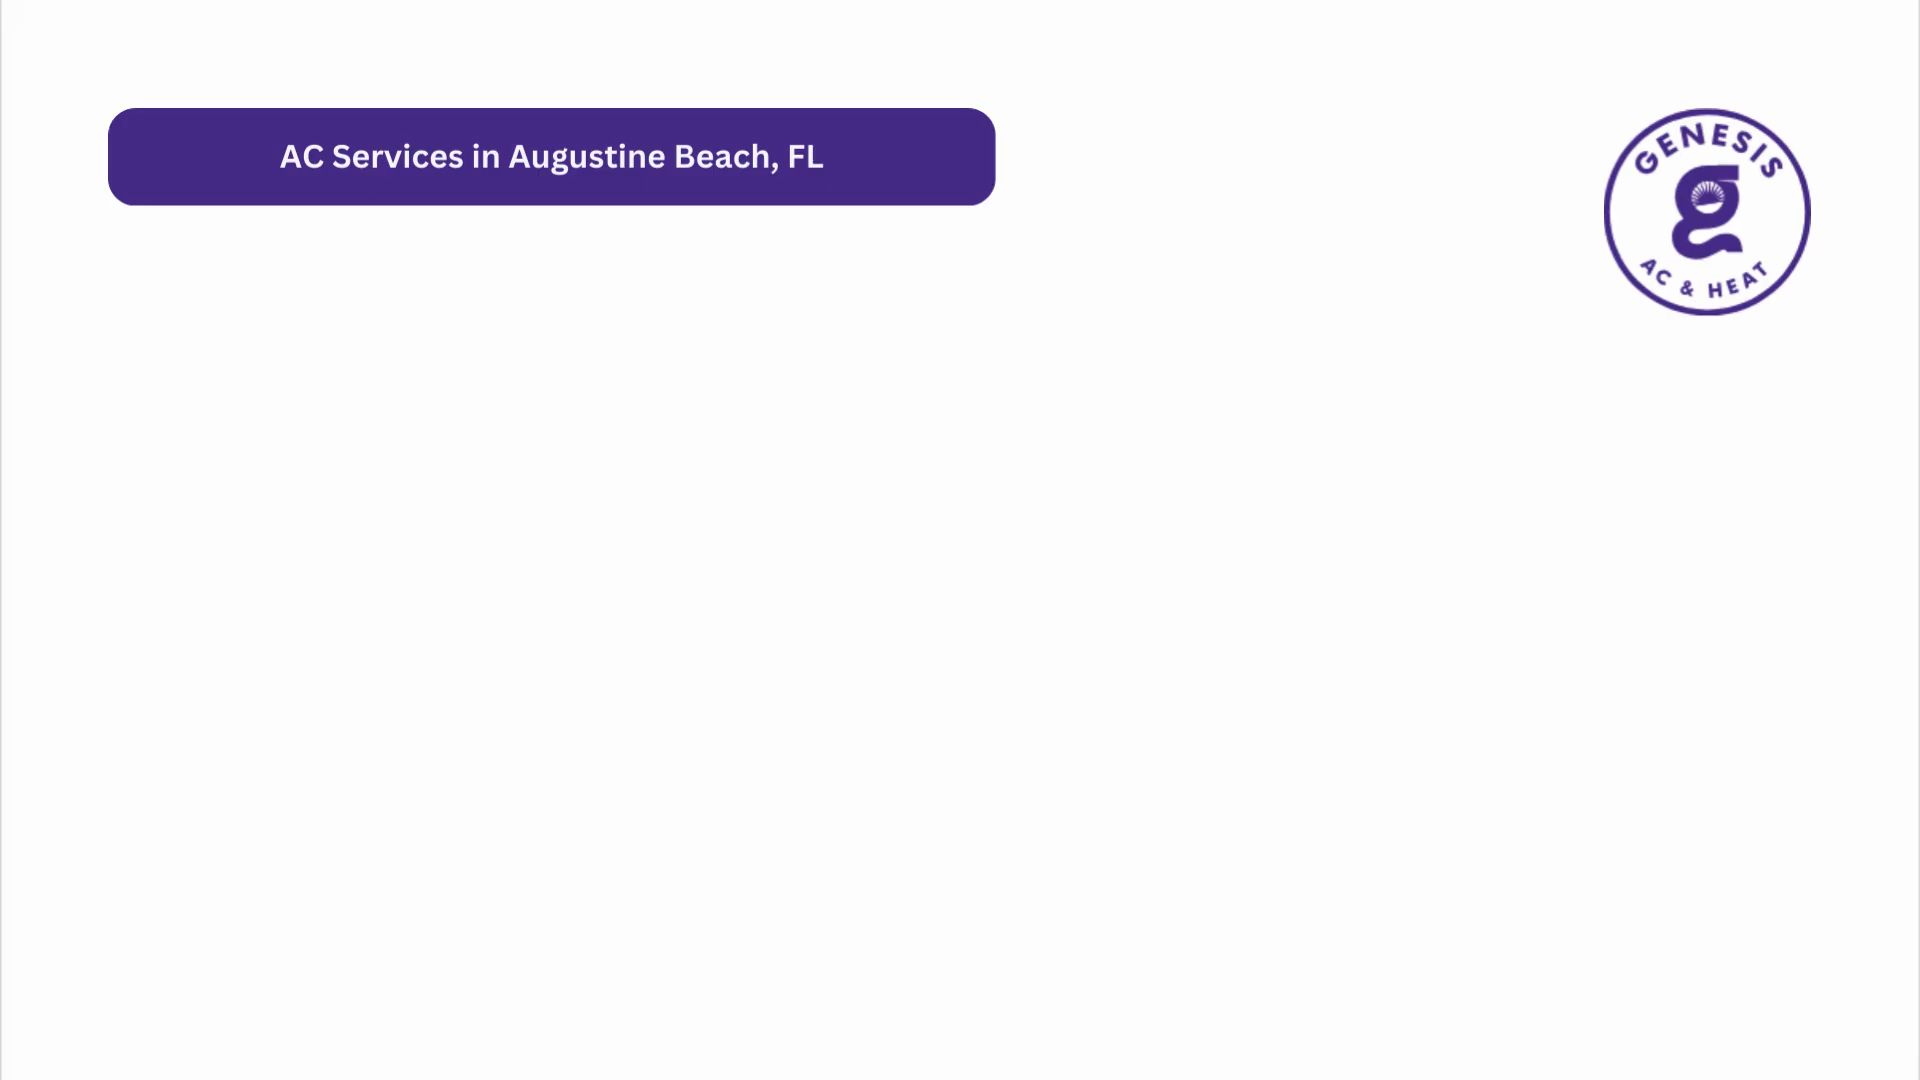 AC Services in Augustine Beach, FL
GENESIS
g
AC & HEAT